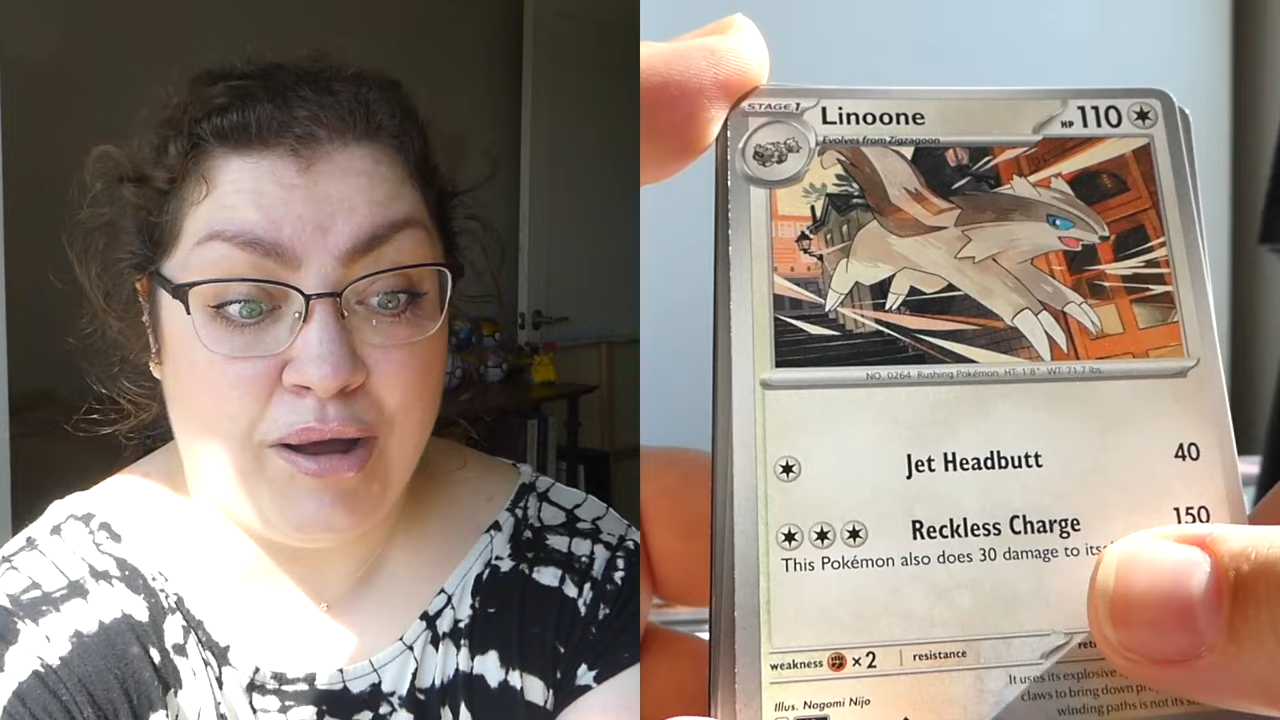 STAGE 1
Linoone
HP 110
Evolves from Zigzagoon
NO. 0264 Rushing Pokémon HT: 1'8" WT: 71.7 lbs.
Jet Headbutt 40
Reckless Charge 150
This Pokémon also does 30 damage to
weakness ×2 resistance
It uses its explosive
claws to bring down
winding paths is not its
Illus. Nagomi Nijo